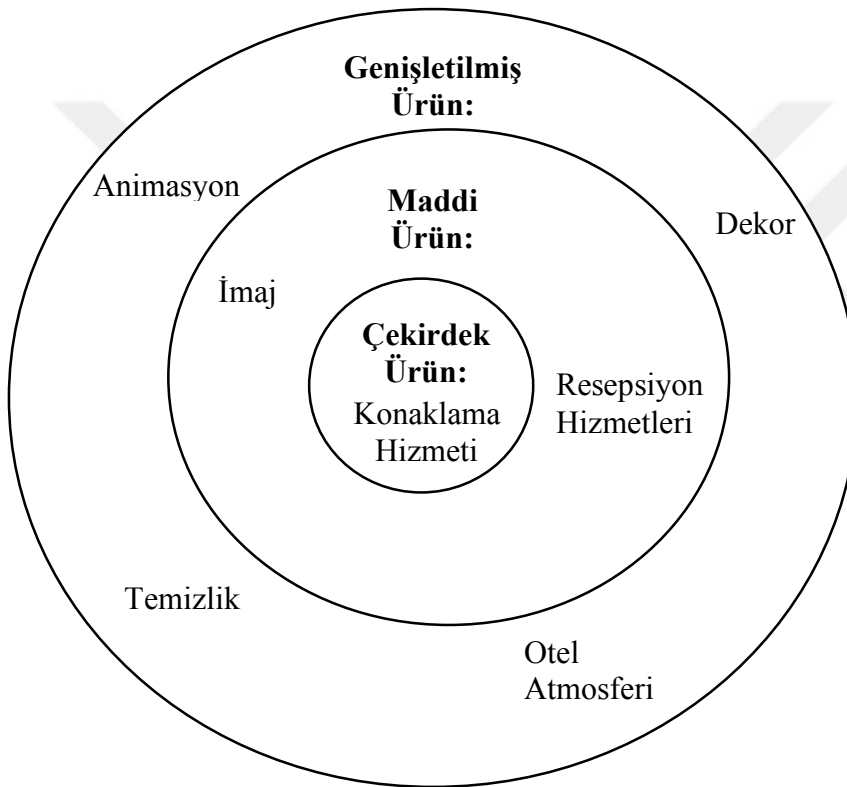 Genişletilmiş
Ürün:
Animasyon
Maddi
Ürün:
Dekor
İmaj
Çekirdek
Ürün:
Konaklama
Hizmeti
Resepsiyon
Hizmetleri
Temizlik
Otel
Atmosferi